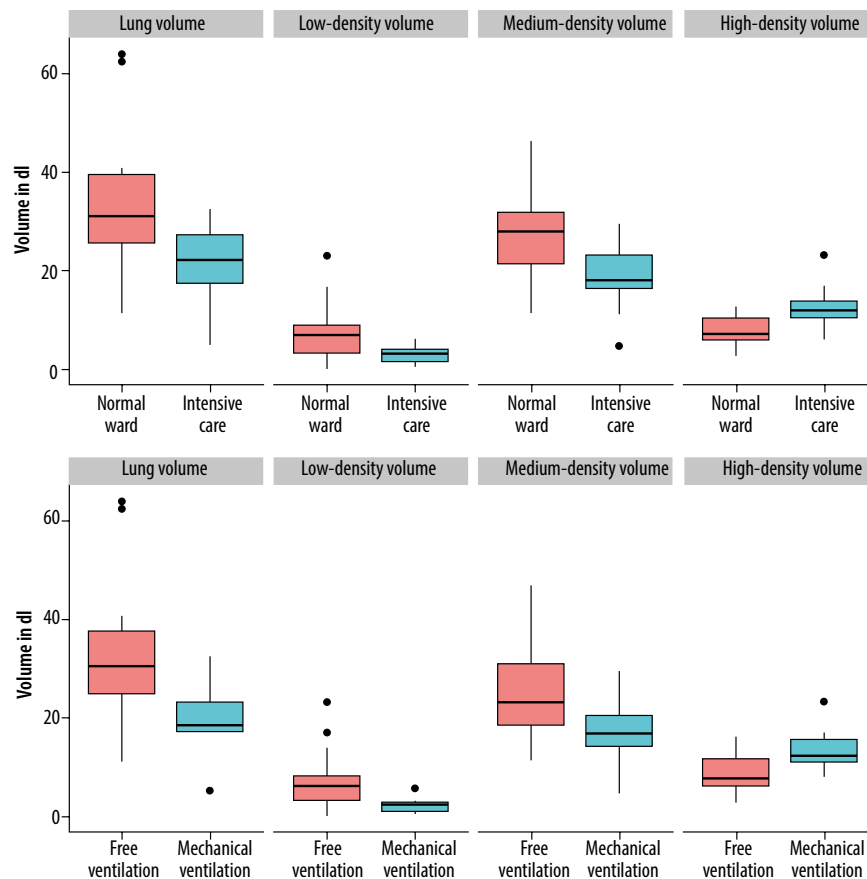 Lung volume
Low-density volume
Medium-density volume
High-density volume
Volume in dl
60
40
20
0
Normal
ward
Intensive
care
Normal
ward
Intensive
care
Normal
ward
Intensive
care
Normal
ward
Intensive
care
Lung volume
Low-density volume
Medium-density volume
High-density volume
Volume in dl
60
40
20
0
Free
ventilation
Mechanical
ventilation
Free
ventilation
Mechanical
ventilation
Free
ventilation
Mechanical
ventilation
Free
ventilation
Mechanical
ventilation